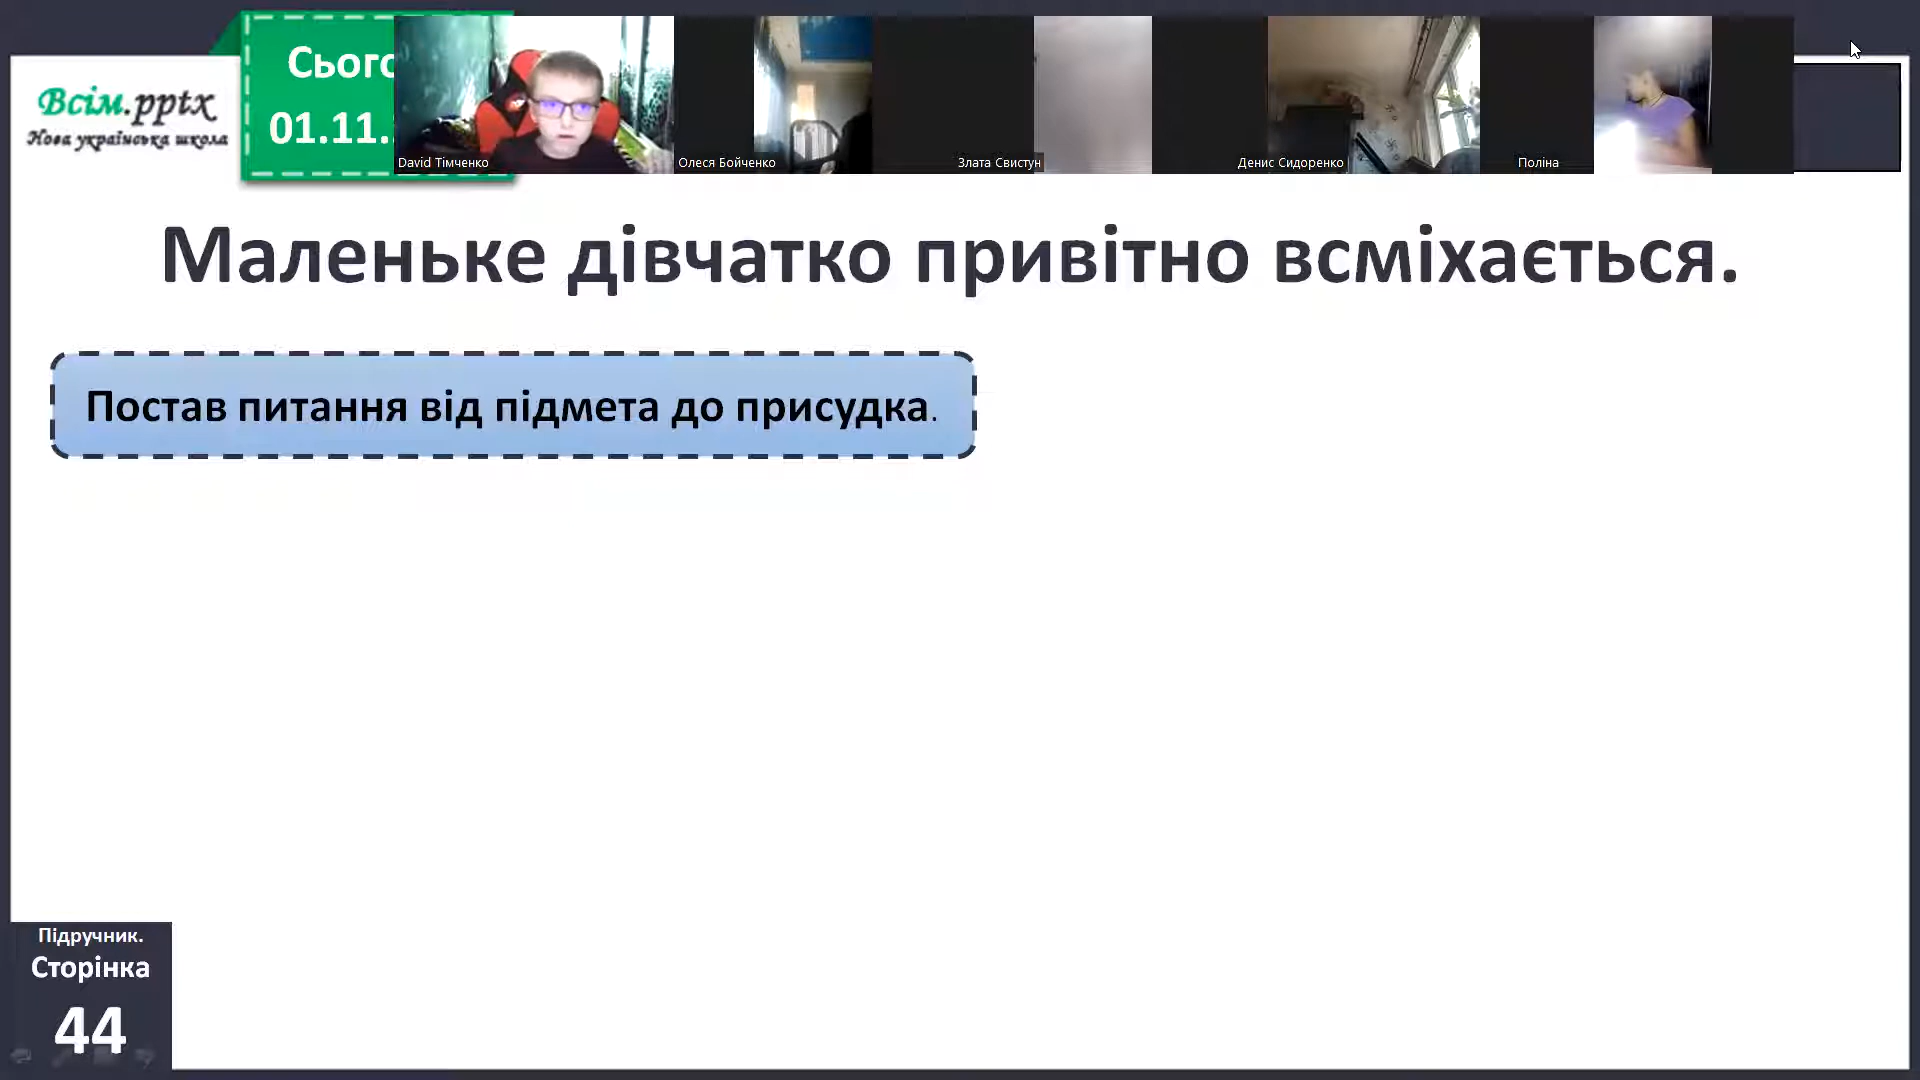 Всім.pptx
Нова українська школа
Сього
01.11.
David Тімченко
Олеся Бойченко
Злата Свистун
Денис Сидоренко
Поліна
Маленьке дівчатко привітно всміхається.
Постав питання від підмета до присудка.
Підручник.
Сторінка
44